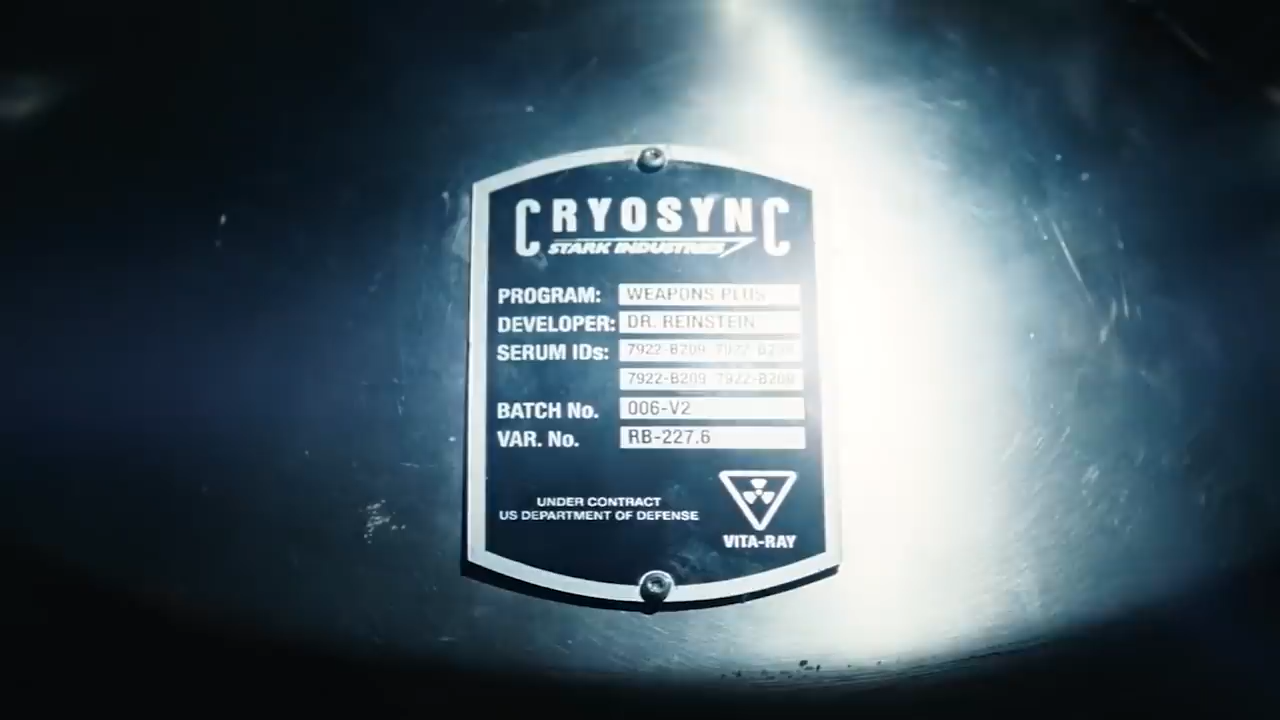 CRYOSYNC
STARK INDUSTRIES
PROGRAM: WEAPONS PLUS
DEVELOPER: DR. REINSTEIN
SERUM IDs: 7922-B209 7922-B209
7922-B209 7922-B209
BATCH No. 006-V2
VAR. No. RB-227.6
UNDER CONTRACT
US DEPARTMENT OF DEFENSE
VITA-RAY